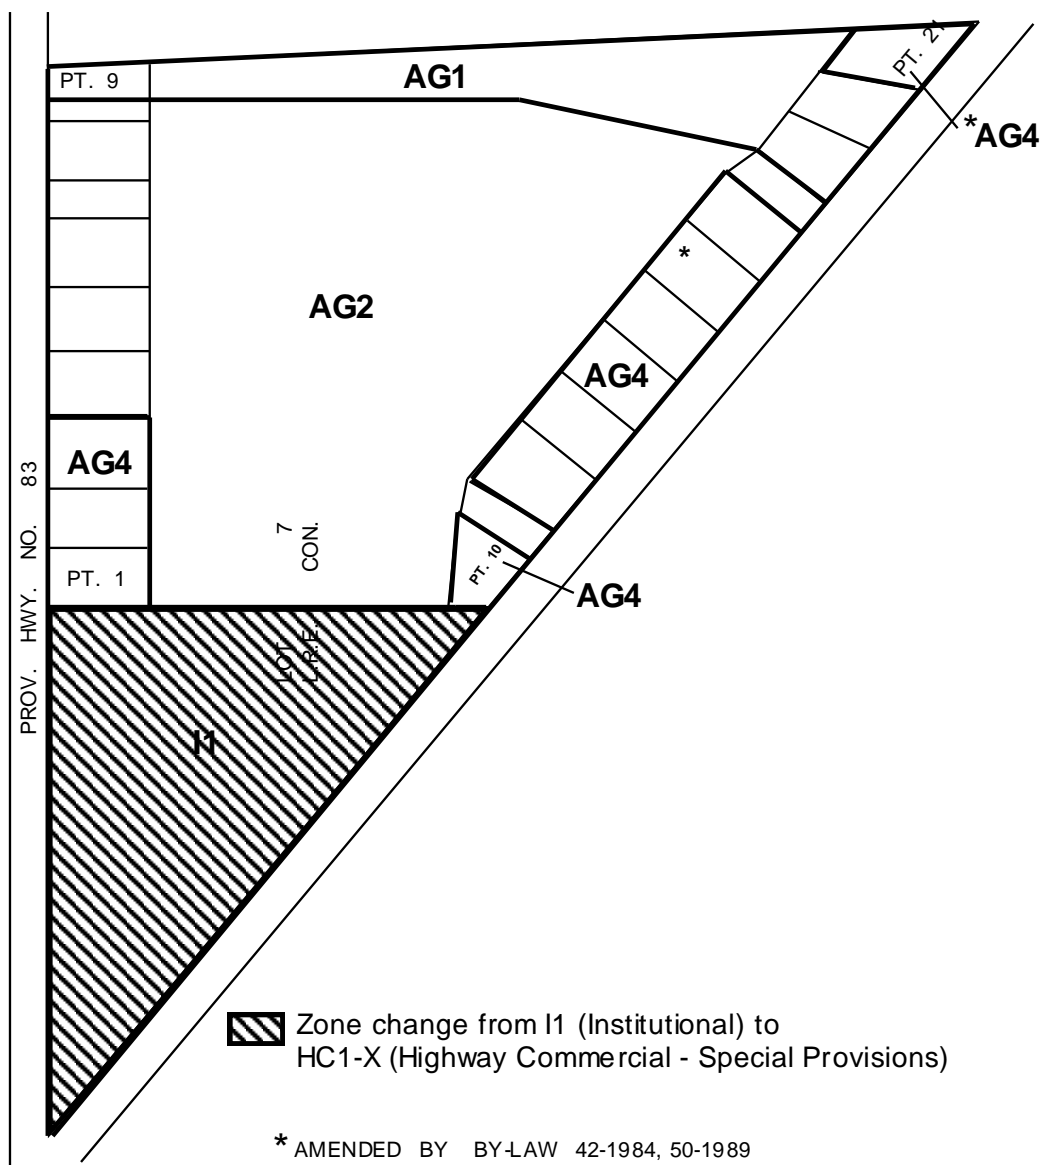 PT. 9
AG1
PT. 21
*AG4
AG2
*
AG4
AG4
PT. 1
7
CON.
PT. 10
AG4
LOT
L.R.E.
I1
PROV. HWY. NO. 83
Zone change from I1 (Institutional) to
HC1-X (Highway Commercial - Special Provisions)
* AMENDED BY BY-LAW 42-1984, 50-1989